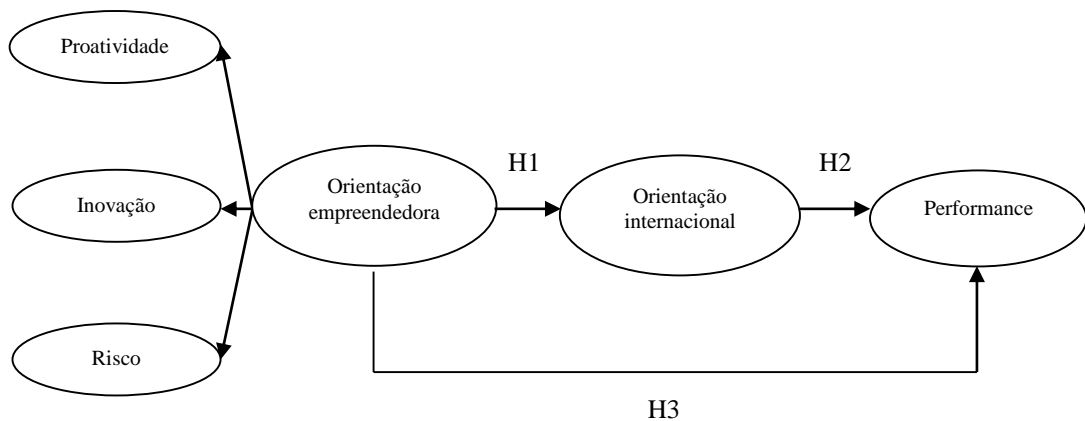 Proatividade
Inovação
Risco
Orientação
empreendedora
H1
Orientação
internacional
H2
Performance
H3